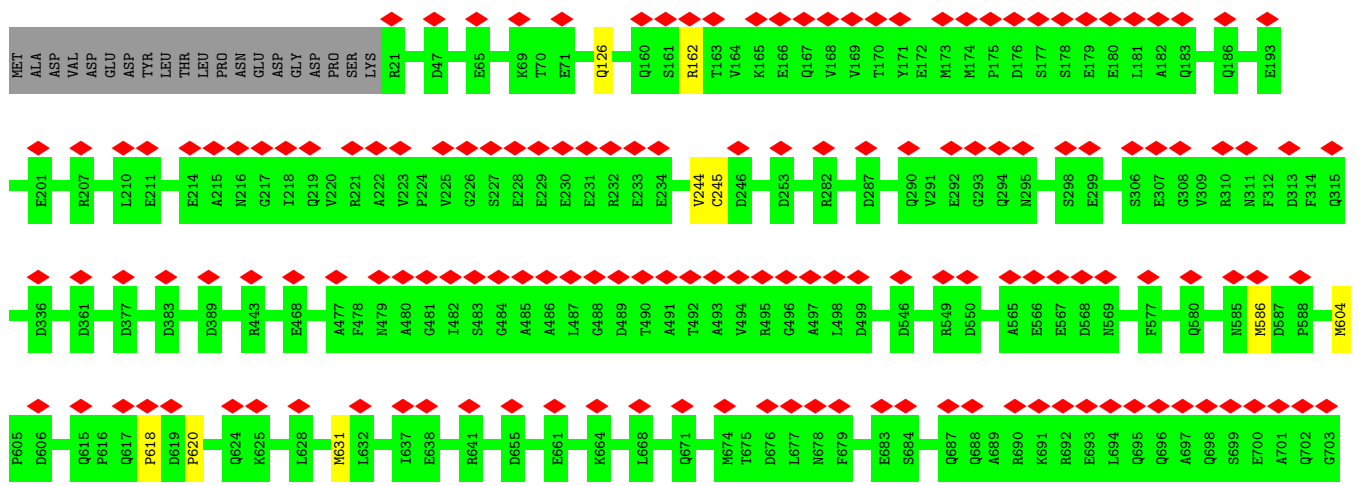 MET ALA ASP VAL ASP GLU ASP TYR LEU THR LEU PRO ASN GLU ASP GLY ASP PRO SER LYS R21 D47 E65 K69 T70 E71 Q126 Q160 S161 R162 T163 V164 K165 E166 Q167 V168 V169 T170 Y171 E172 M173 M174 P175 D176 S177 S178 E179 E180 L181 A182 Q183 Q186 E193
E201 R207 L210 E211 E214 A215 N216 G217 I218 Q219 V220 R221 A222 V223 P224 V225 G226 S227 E228 E229 E230 E231 R232 E233 E234 V244 C245 D246 D253 R282 D287 Q290 V291 E292 G293 Q294 N295 S298 E299 S306 E307 G308 V309 R310 N311 F312 D313 F314 Q315
D336 D361 D377 D383 D389 R443 E468 A477 F478 N479 A480 G481 I482 S483 G484 A485 A486 L487 G488 D489 T490 A491 T492 A493 V494 R495 G496 A497 L498 D499 D546 R549 D550 A565 E566 E567 D568 N569 F577 Q580 N585 M586 D587 P588 M604
P605 D606 Q615 P616 Q617 P618 D619 P620 Q624 K625 L628 M631 L632 I637 E638 R641 D655 E661 K664 L668 Q671 M674 T675 D676 L677 N678 F679 E683 S684 Q687 Q688 A689 R690 K691 R692 E693 L694 Q695 Q696 A697 Q698 S699 E700 A701 Q702 G703